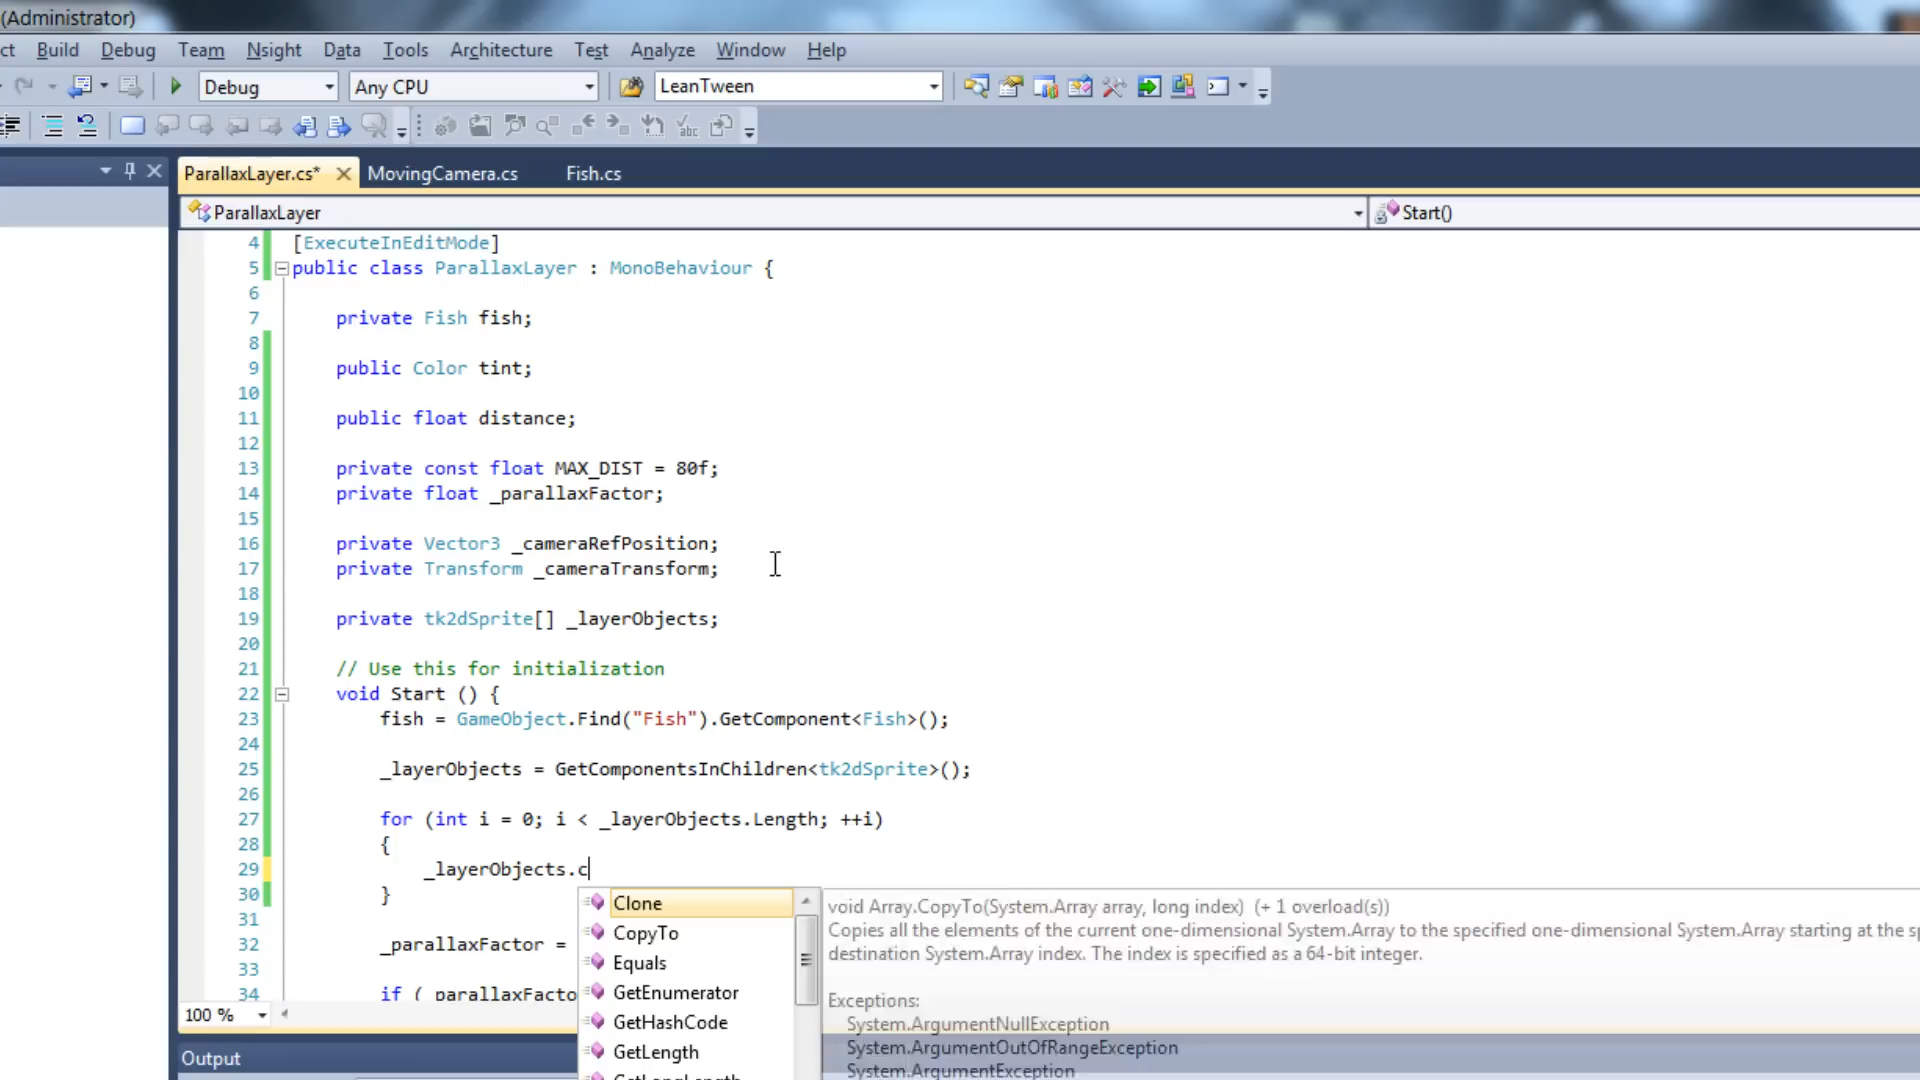 (Administrator)
ct Build Debug Team Nsight Data Tools Architecture Test Analyze Window Help
Debug Any CPU LeanTween
ParallaxLayer.cs* MovingCamera.cs Fish.cs
ParallaxLayer Start()
4 [ExecuteInEditMode]
5 public class ParallaxLayer : MonoBehaviour {
6
7 private Fish fish;
8
9 public Color tint;
10
11 public float distance;
12
13 private const float MAX_DIST = 80f;
14 private float _parallaxFactor;
15
16 private Vector3 _cameraRefPosition;
17 private Transform _cameraTransform;
18
19 private tk2dSprite[] _layerObjects;
20
21 // Use this for initialization
22 void Start () {
23 fish = GameObject.Find("Fish").GetComponent<Fish>();
24
25 _layerObjects = GetComponentsInChildren<tk2dSprite>();
26
27 for (int i = 0; i < _layerObjects.Length; ++i)
28 {
29 _layerObjects.c
30 }
31
32 _parallaxFactor =
33
34 if (_parallaxFacto
Clone
CopyTo
Equals
GetEnumerator
GetHashCode
GetLength
GetLongLength
void Array.CopyTo(System.Array array, long index) (+ 1 overload(s))
Copies all the elements of the current one-dimensional System.Array to the specified one-dimensional System.Array starting at the sp
destination System.Array index. The index is specified as a 64-bit integer.
Exceptions:
System.ArgumentNullException
System.ArgumentOutOfRangeException
System.ArgumentException
100 %
Output